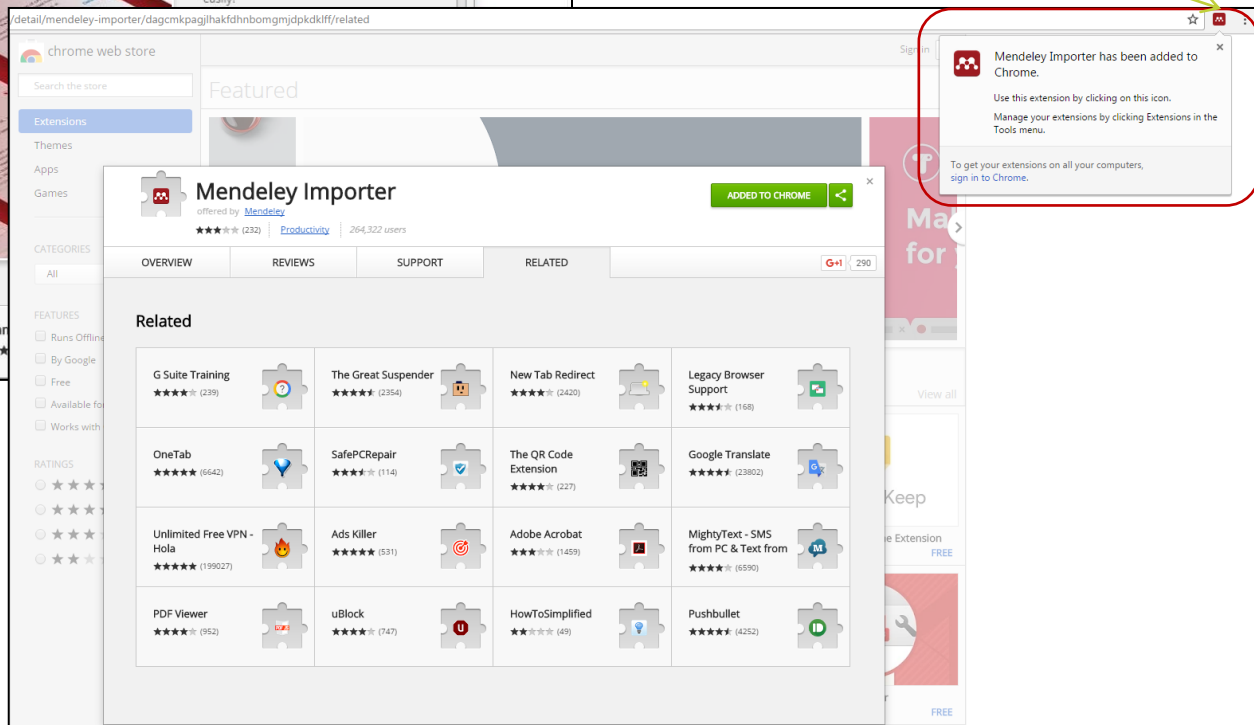 Easily!
/detail/mendeley-importer/dagcmkpagjlhakfdhnbomgmjdpkdklff/related
chrome web store
Sign in
Search the store
Featured
Extensions
Themes
Apps
Games
CATEGORIES
All
FEATURES
Runs Offline
By Google
Free
Available for
Works with
RATINGS
Mendeley Importer has been added to
Chrome.
Use this extension by clicking on this icon.
Manage your extensions by clicking Extensions in the
Tools menu.
To get your extensions on all your computers,
sign in to Chrome.
Mendeley Importer
offered by Mendeley
(232) Productivity 264,322 users
ADDED TO CHROME
OVERVIEW REVIEWS SUPPORT RELATED
G+1 290
Related
G Suite Training
(239)
The Great Suspender
(2354)
New Tab Redirect
(2420)
Legacy Browser
Support
(168)
OneTab
(6642)
SafePCRepair
(114)
The QR Code
Extension
(227)
Google Translate
(23802)
Unlimited Free VPN -
Hola
(199027)
Ads Killer
(531)
Adobe Acrobat
(1459)
MightyText - SMS
from PC & Text from
(6590)
PDF Viewer
(952)
uBlock
(747)
HowToSimplified
(49)
Pushbullet
(4252)
for
View all
Keep
Extension
FREE
FREE